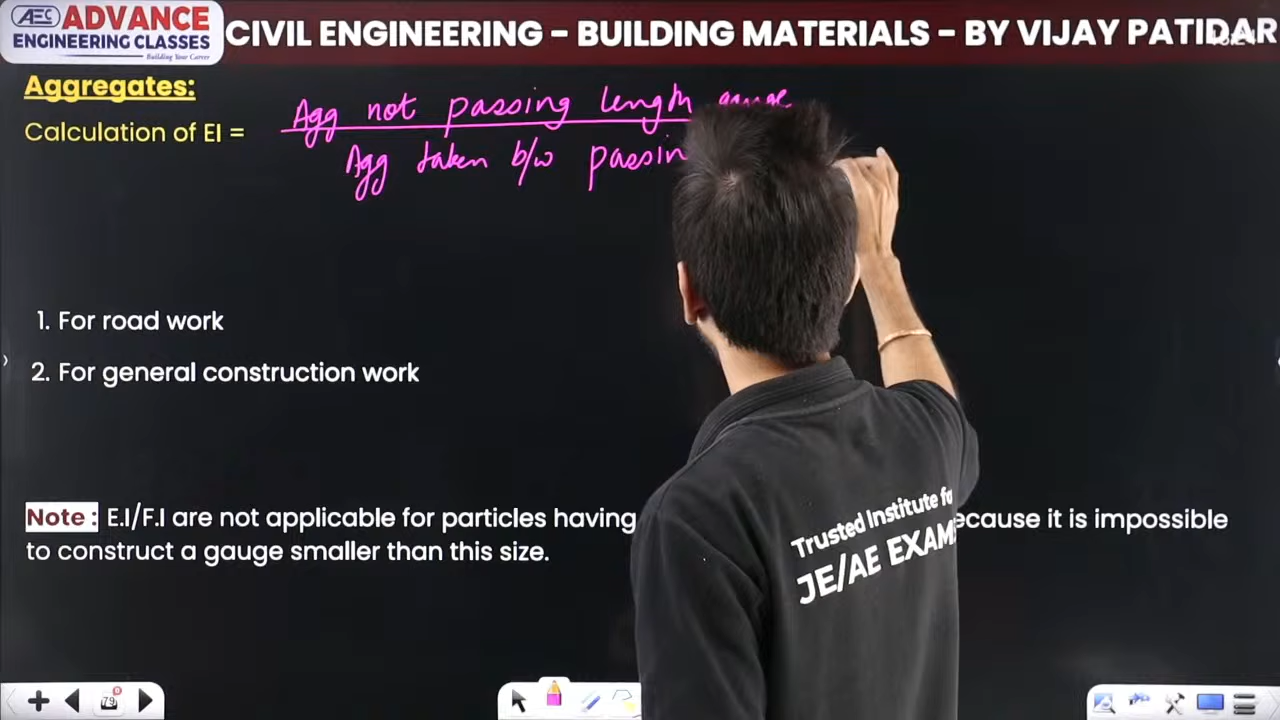 AEC ADVANCE
ENGINEERING CLASSES
Building Your Career
CIVIL ENGINEERING - BUILDING MATERIALS - BY VIJAY PATIDAR
Aggregates:
Calculation of EI =
Agg not passing length gauge
Agg taken b/w passin
1. For road work
2. For general construction work
Note : E.I/F.I are not applicable for particles having ecause it is impossible
to construct a gauge smaller than this size.
Trusted Institute fo
JE/AE EXAM
79